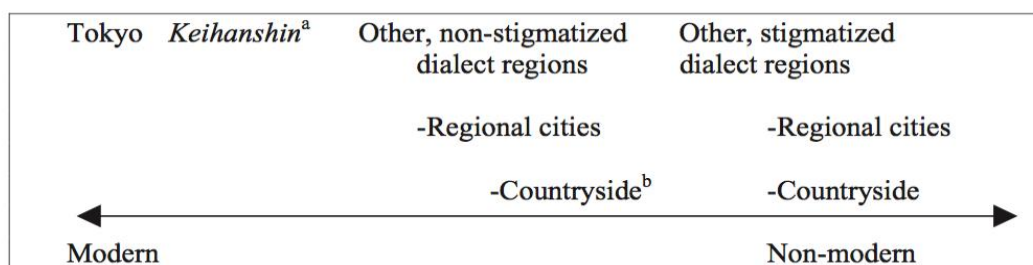 Tokyo Keihanshinᵃ Other, non-stigmatized Other, stigmatized
dialect regions dialect regions
-Regional cities -Regional cities
-Countrysideᵇ -Countryside
Modern Non-modern